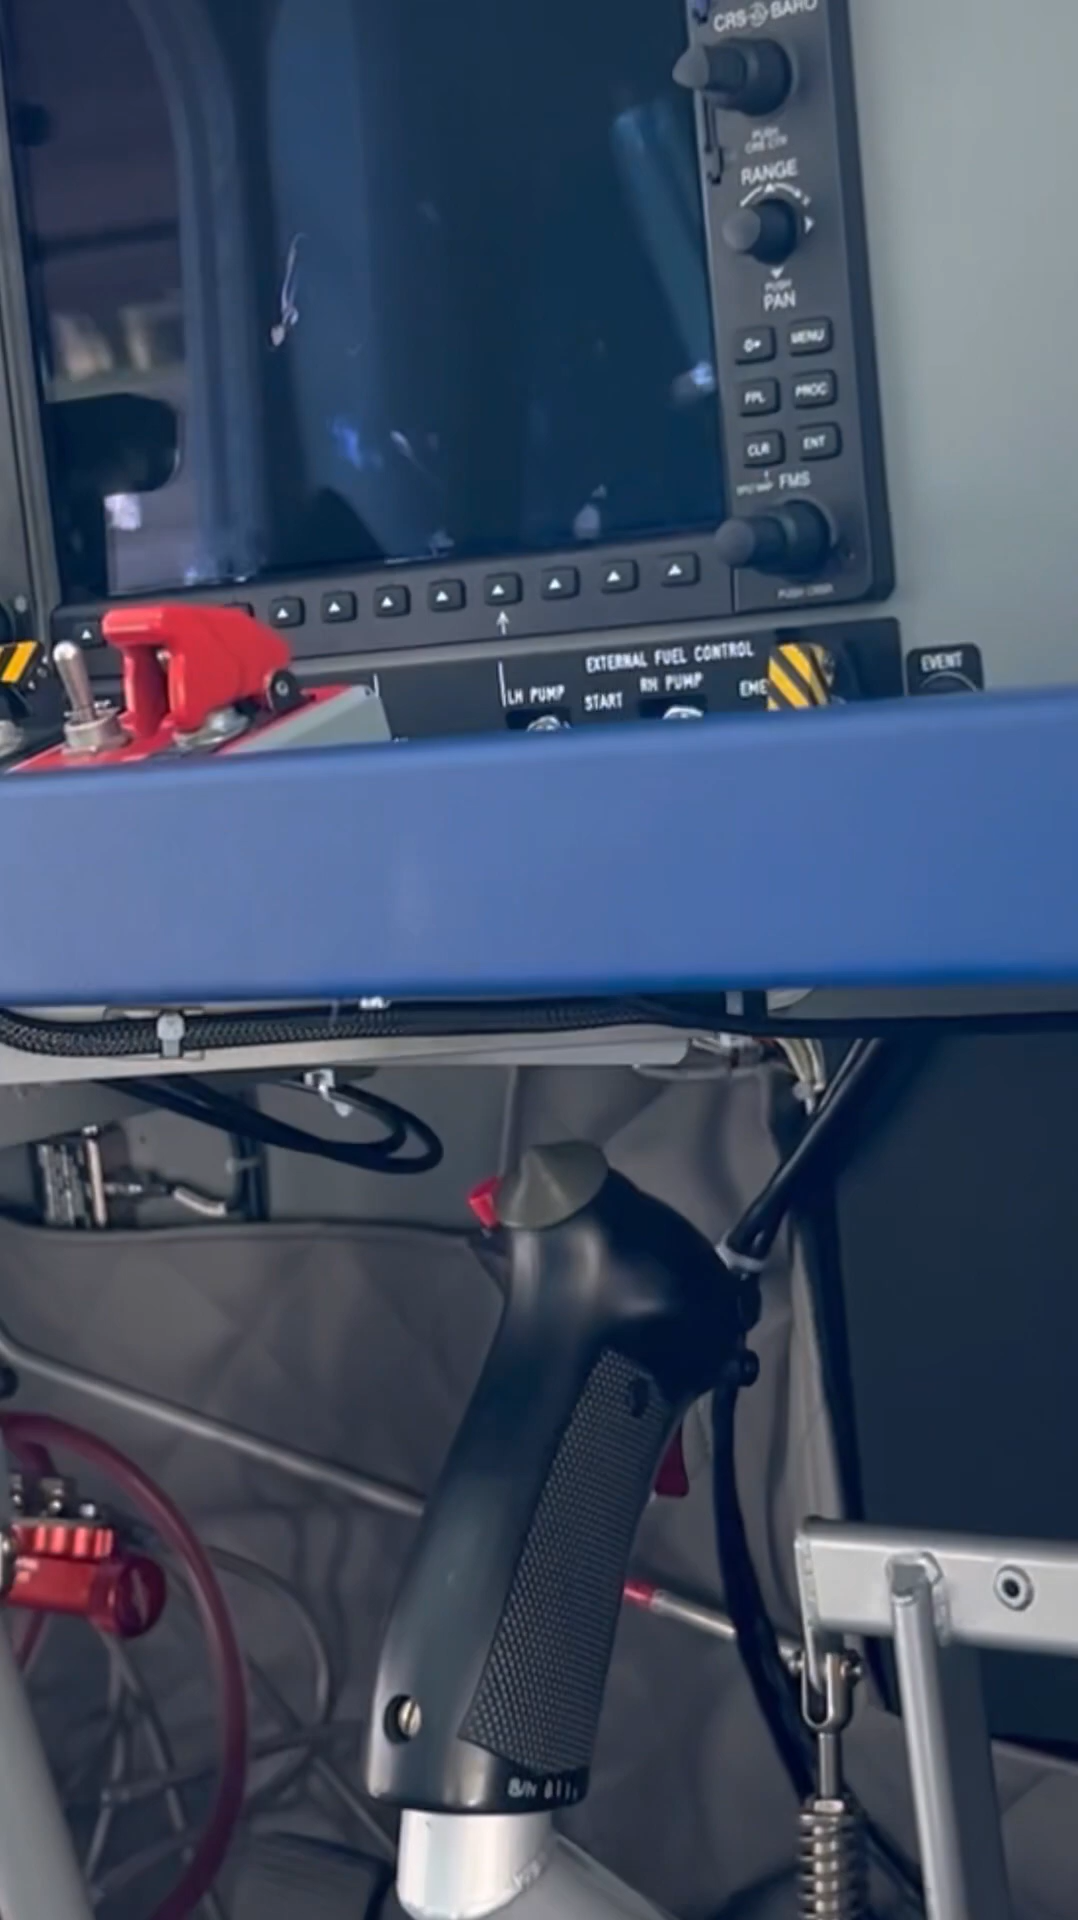 CRS BARO
PUSH
CRS CTR
RANGE
PUSH
PAN
D→ MENU
FPL PROC
CLR ENT
FMS
EXTERNAL FUEL CONTROL
LH PUMP START RH PUMP EME
EVENT
S/N